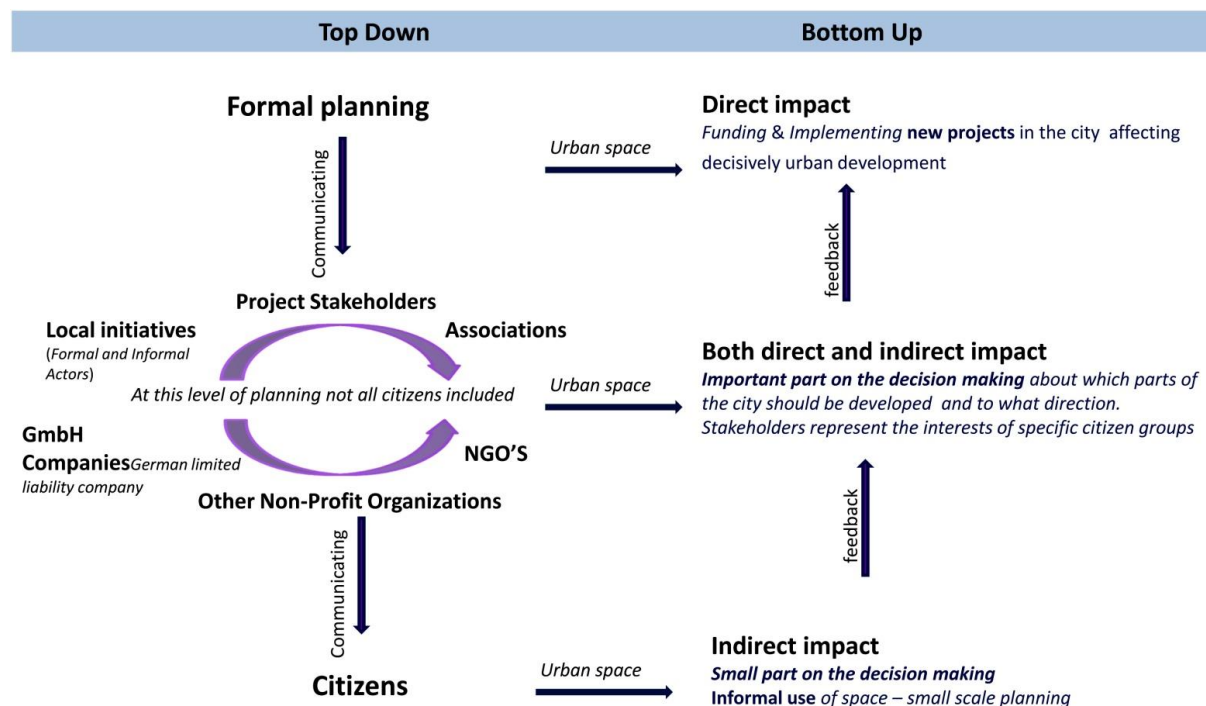 Top Down
Bottom Up
Formal planning
Communicating
Urban space
Direct impact
Funding & Implementing new projects in the city affecting
decisively urban development
feedback
Project Stakeholders
Local initiatives
(Formal and Informal
Actors)
Associations
At this level of planning not all citizens included
GmbH
CompaniesGerman limited
liability company
NGO'S
Other Non-Profit Organizations
Urban space
Both direct and indirect impact
Important part on the decision making about which parts of
the city should be developed and to what direction.
Stakeholders represent the interests of specific citizen groups
feedback
Communicating
Citizens
Urban space
Indirect impact
Small part on the decision making
Informal use of space – small scale planning